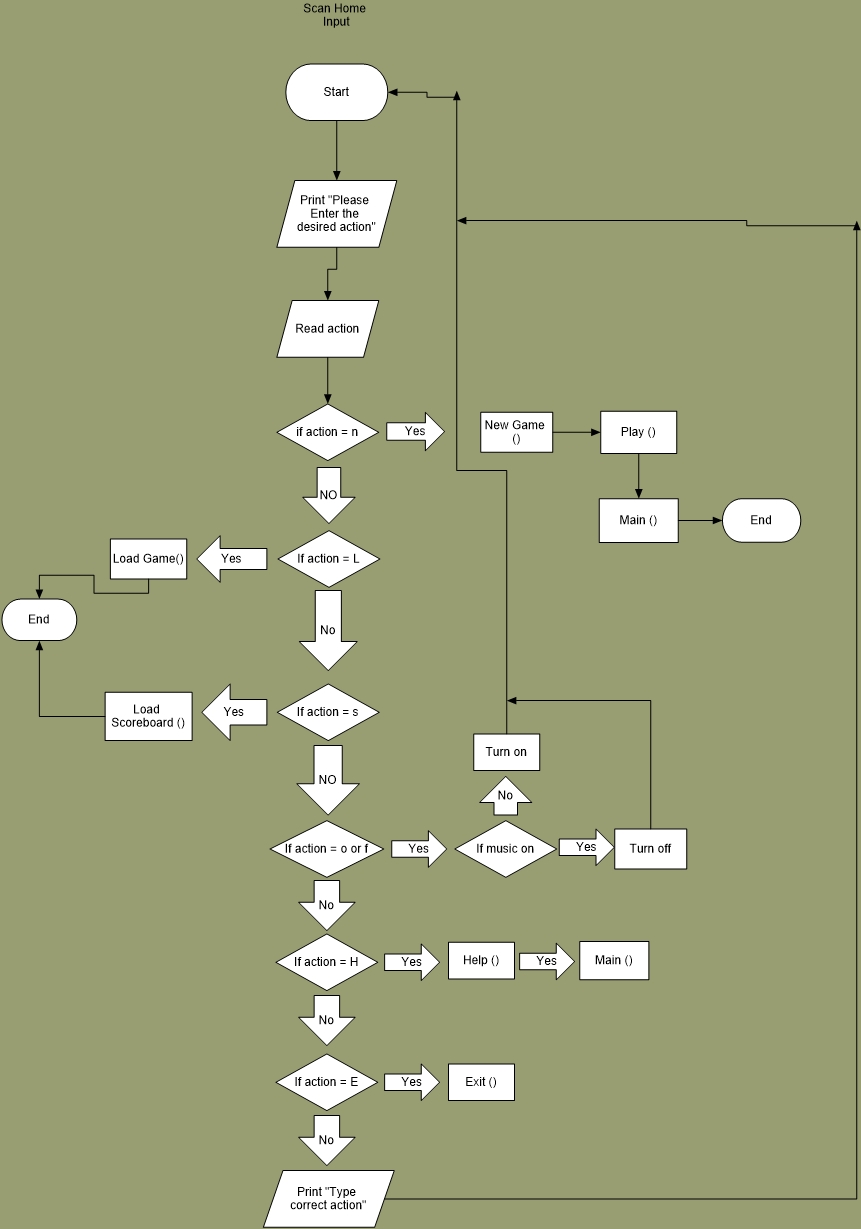 Scan Home
Input
Start
Print "Please
Enter the
desired action"
Read action
if action = n
Yes
New Game
()
Play ()
NO
Main ()
End
Load Game()
Yes
If action = L
End
No
Load
Scoreboard ()
Yes
If action = s
Turn on
NO
No
If action = o or f
Yes
If music on
Yes
Turn off
No
If action = H
Yes
Help ()
Yes
Main ()
No
If action = E
Yes
Exit ()
No
Print "Type
correct action"